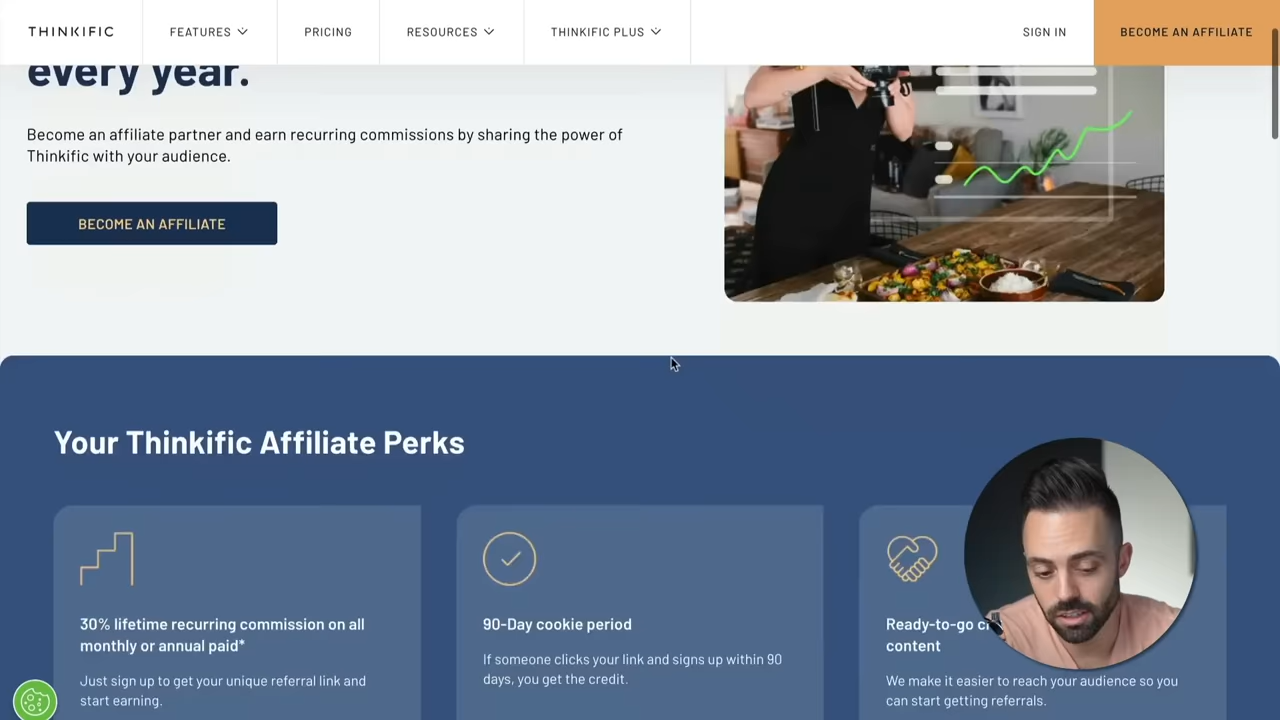 THINKIFIC
FEATURES
PRICING
RESOURCES
THINKIFIC PLUS
SIGN IN
BECOME AN AFFILIATE
every year.
Become an affiliate partner and earn recurring commissions by sharing the power of
Thinkific with your audience.
BECOME AN AFFILIATE
Your Thinkific Affiliate Perks
30% lifetime recurring commission on all
monthly or annual paid*
Just sign up to get your unique referral link and
start earning.
90-Day cookie period
If someone clicks your link and signs up within 90
days, you get the credit.
Ready-to-go
content
We make it easier to reach your audience so you
can start getting referrals.